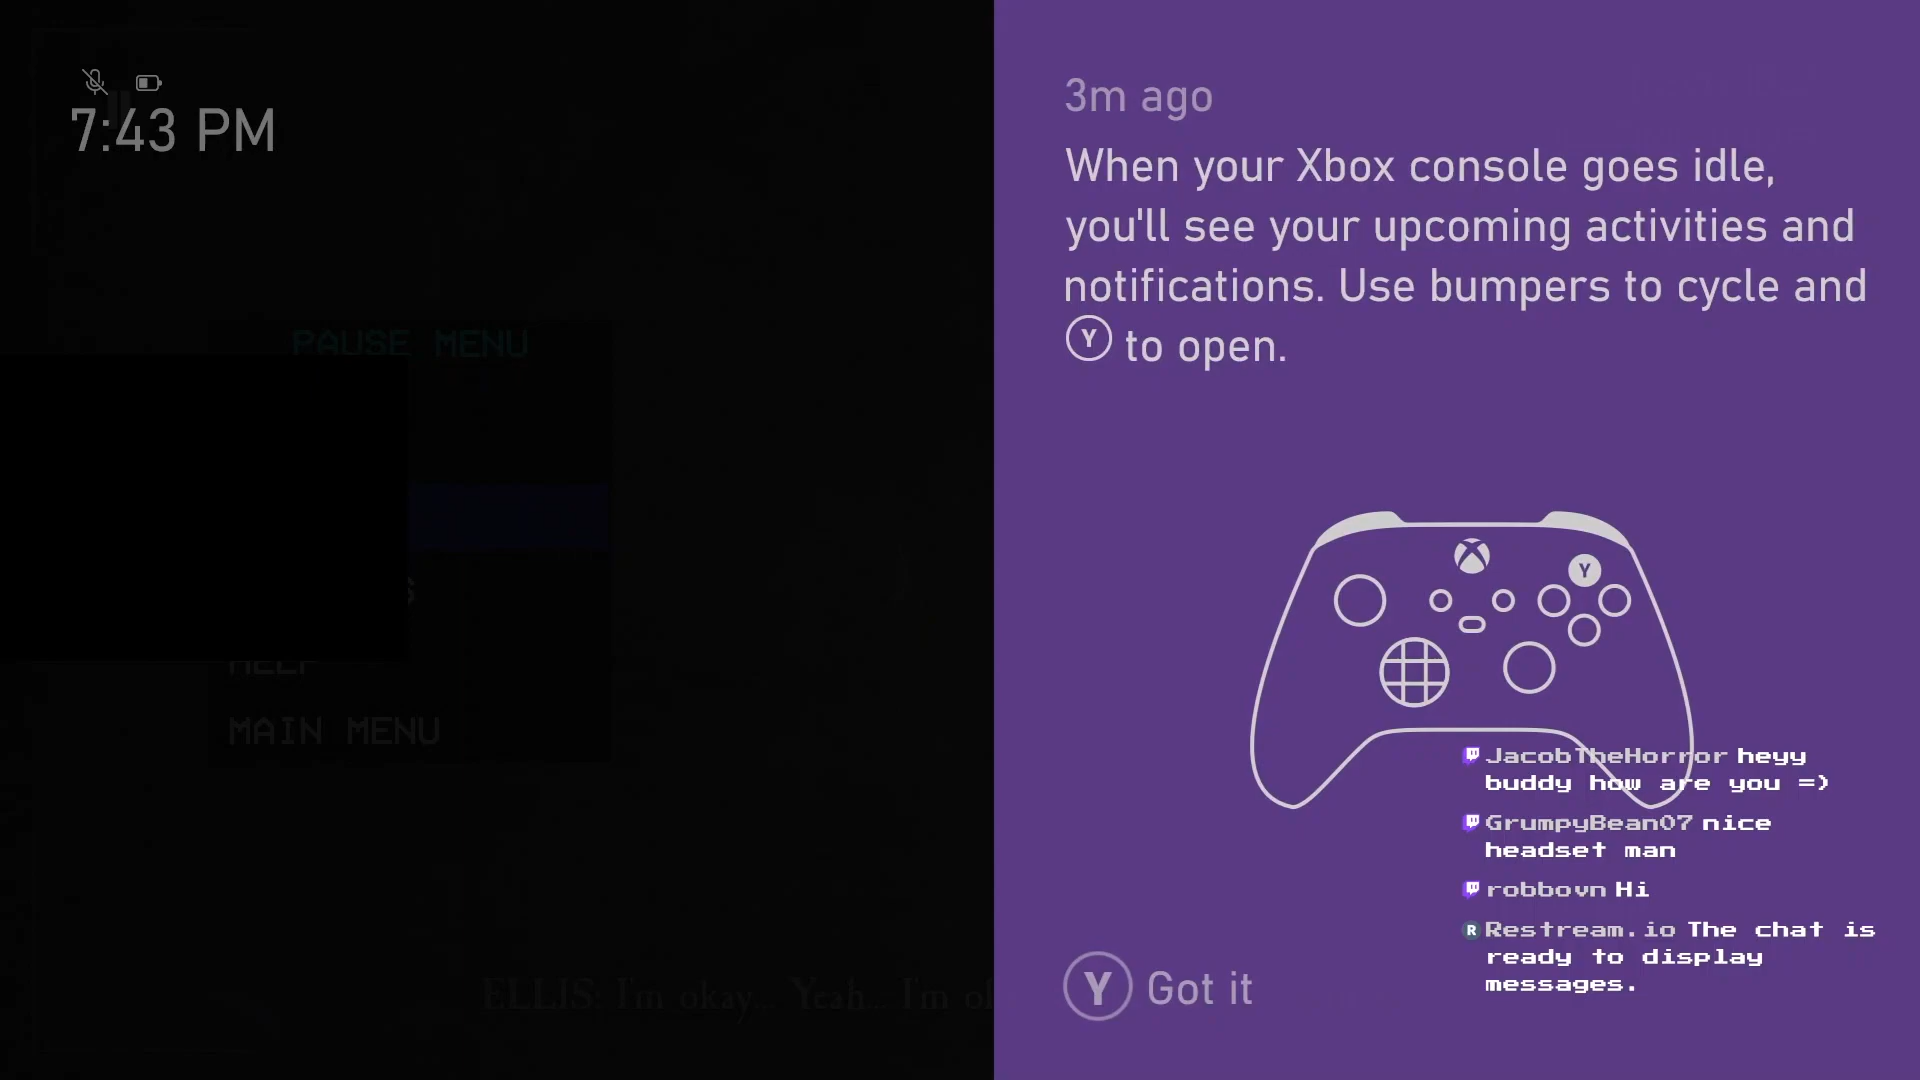 7:43 PM
PAUSE MENU
HELP
MAIN MENU
ELLIS: I'm okay... Yeah... I'm
3m ago
When your Xbox console goes idle,
you'll see your upcoming activities and
notifications. Use bumpers to cycle and
Y to open.
Y
JacobTheHorror heyy
buddy how are you =)
GrumpyBean07 nice
headset man
robbovn Hi
R Restream.io The chat is
ready to display
messages.
Y Got it